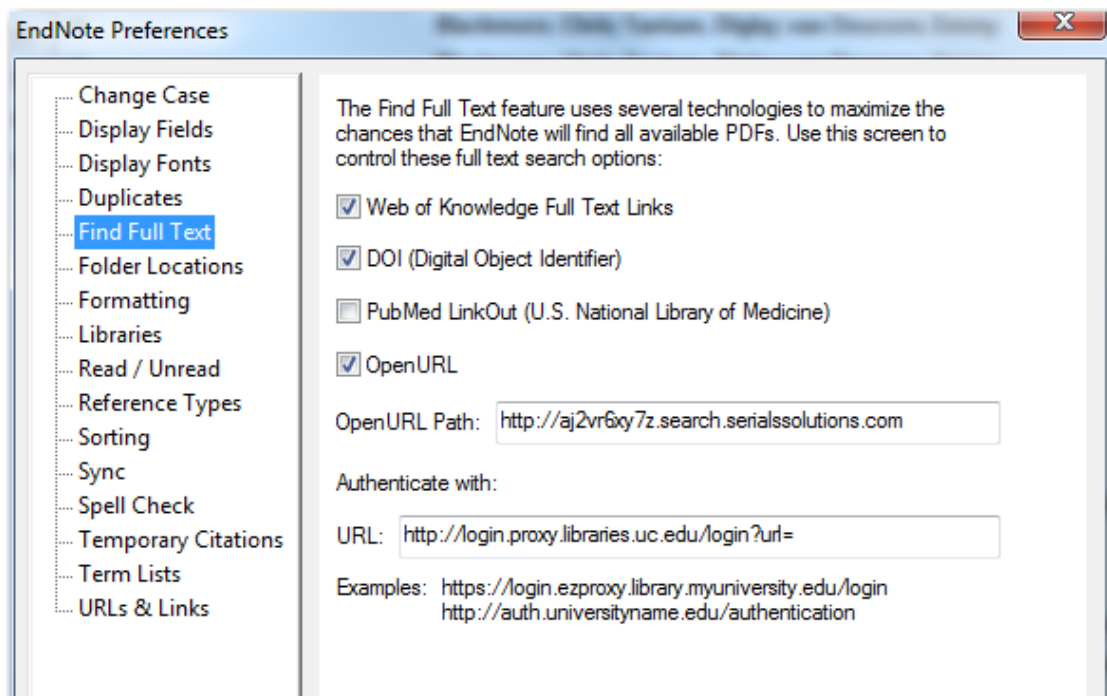 EndNote Preferences
Change Case
Display Fields
Display Fonts
Duplicates
Find Full Text
Folder Locations
Formatting
Libraries
Read / Unread
Reference Types
Sorting
Sync
Spell Check
Temporary Citations
Term Lists
URLs & Links
The Find Full Text feature uses several technologies to maximize the
chances that EndNote will find all available PDFs. Use this screen to
control these full text search options:
Web of Knowledge Full Text Links
DOI (Digital Object Identifier)
PubMed LinkOut (U.S. National Library of Medicine)
OpenURL
OpenURL Path: http://aj2vr6xy7z.search.serialssolutions.com
Authenticate with:
URL: http://login.proxy.libraries.uc.edu/login?url=
Examples: https://login.ezproxy.library.myuniversity.edu/login
http://auth.universityname.edu/authentication